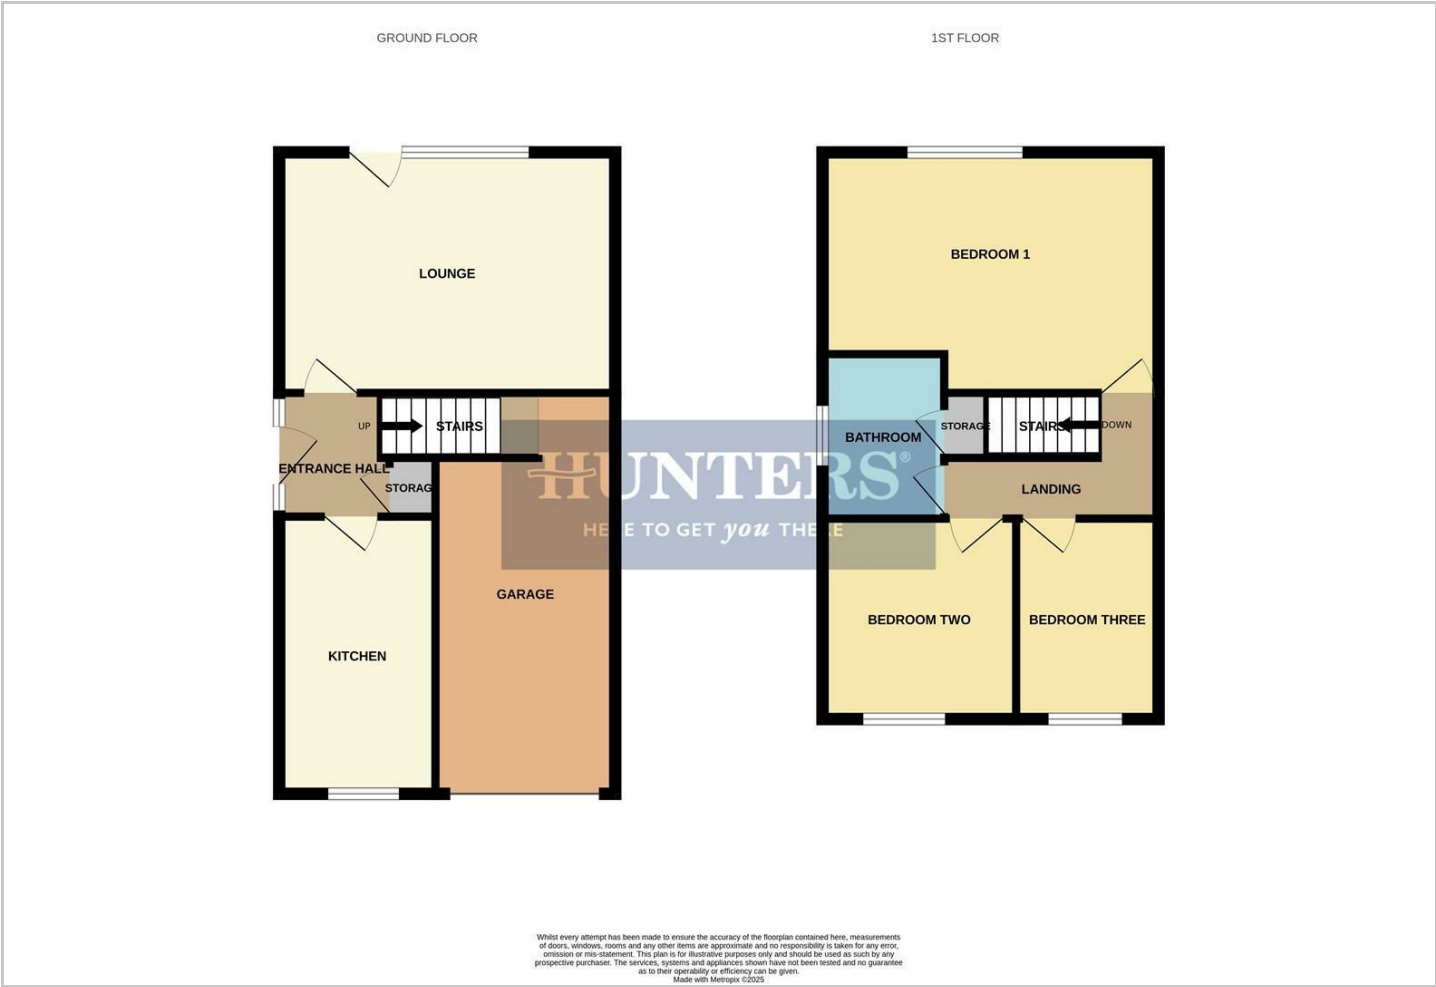 GROUND FLOOR
1ST FLOOR
LOUNGE
UP
STAIRS
ENTRANCE HALL
STORAG
KITCHEN
GARAGE
BEDROOM 1
BATHROOM
STORAGE
STAIRS
DOWN
LANDING
BEDROOM TWO
BEDROOM THREE
HUNTERS®
HERE TO GET you THERE
Whilst every attempt has been made to ensure the accuracy of the floorplan contained here, measurements
of doors, windows, rooms and any other items are approximate and no responsibility is taken for any error,
omission or mis-statement. This plan is for illustrative purposes only and should be used as such by any
prospective purchaser. The services, systems and appliances shown have not been tested and no guarantee
as to their operability or efficiency can be given.
Made with Metropix ©2025